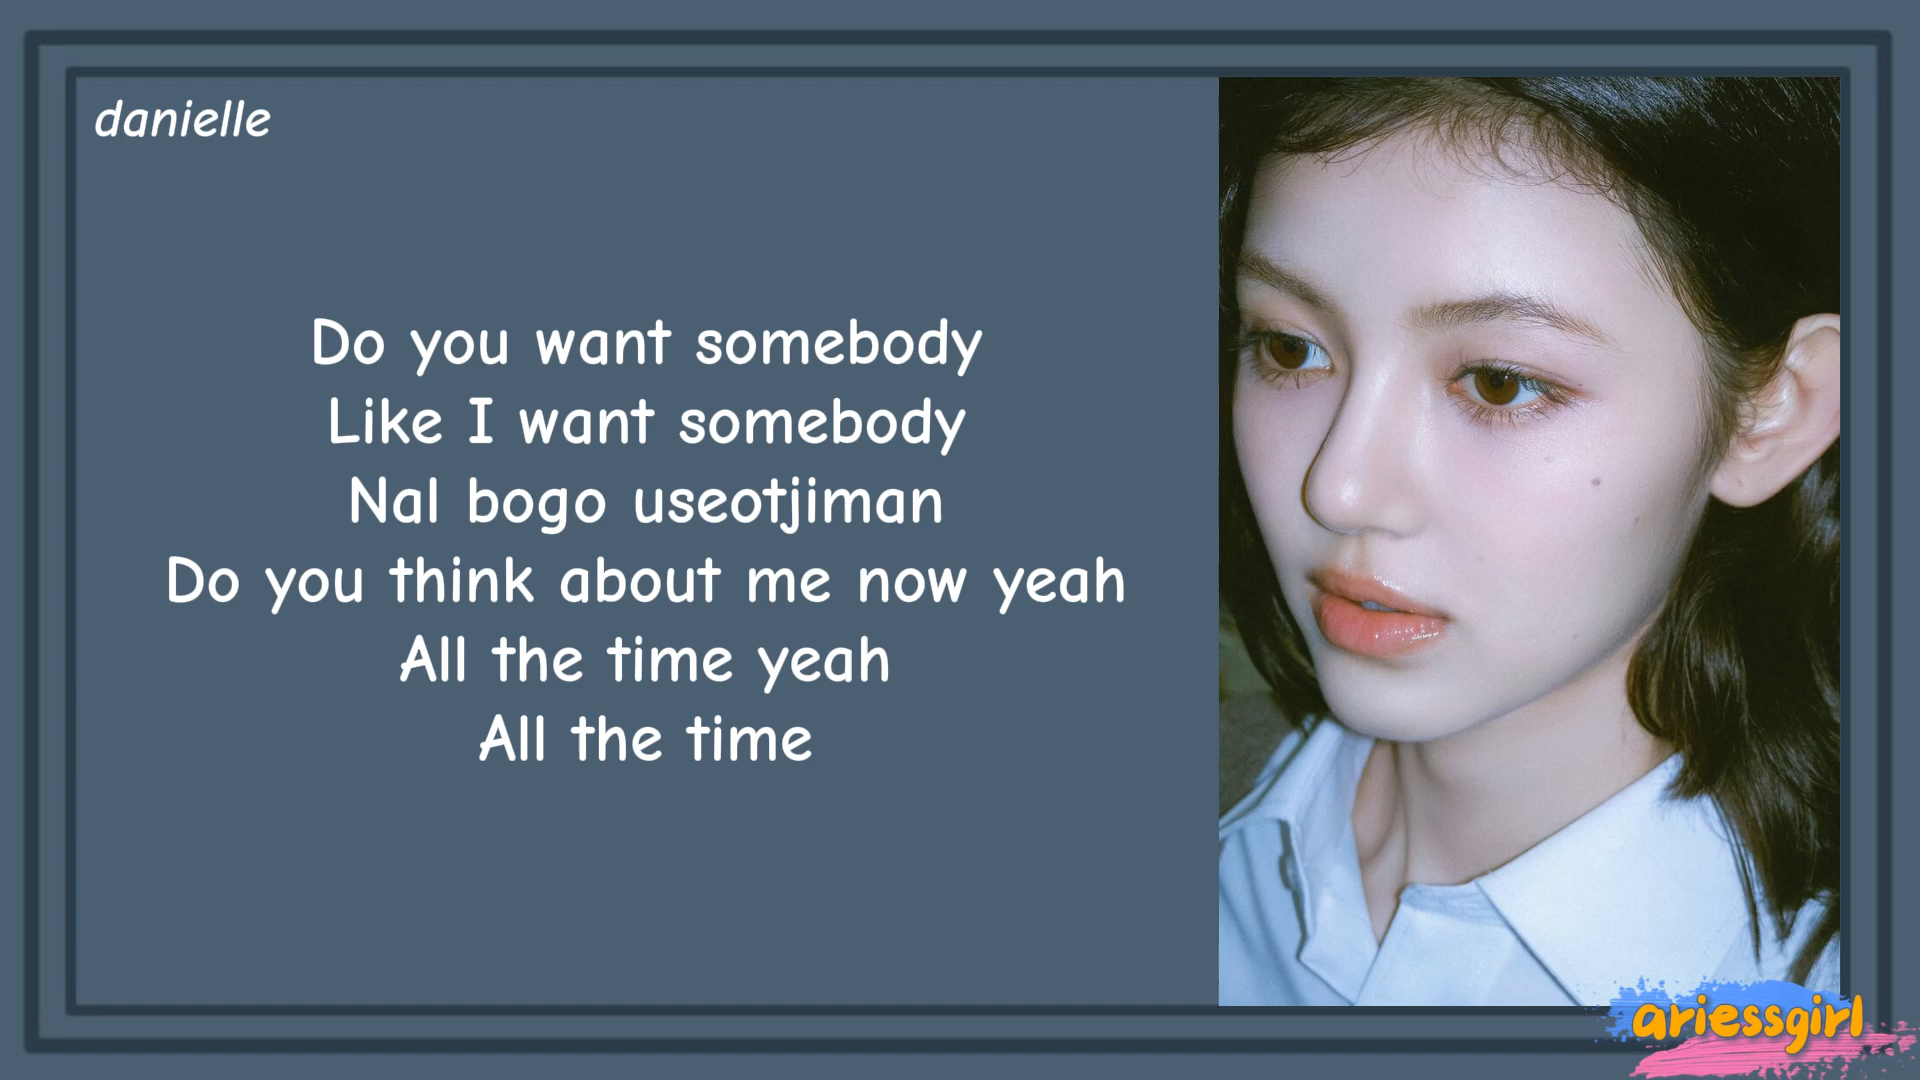 danielle
Do you want somebody
Like I want somebody
Nal bogo useotjiman
Do you think about me now yeah
All the time yeah
All the time
ariessgirl